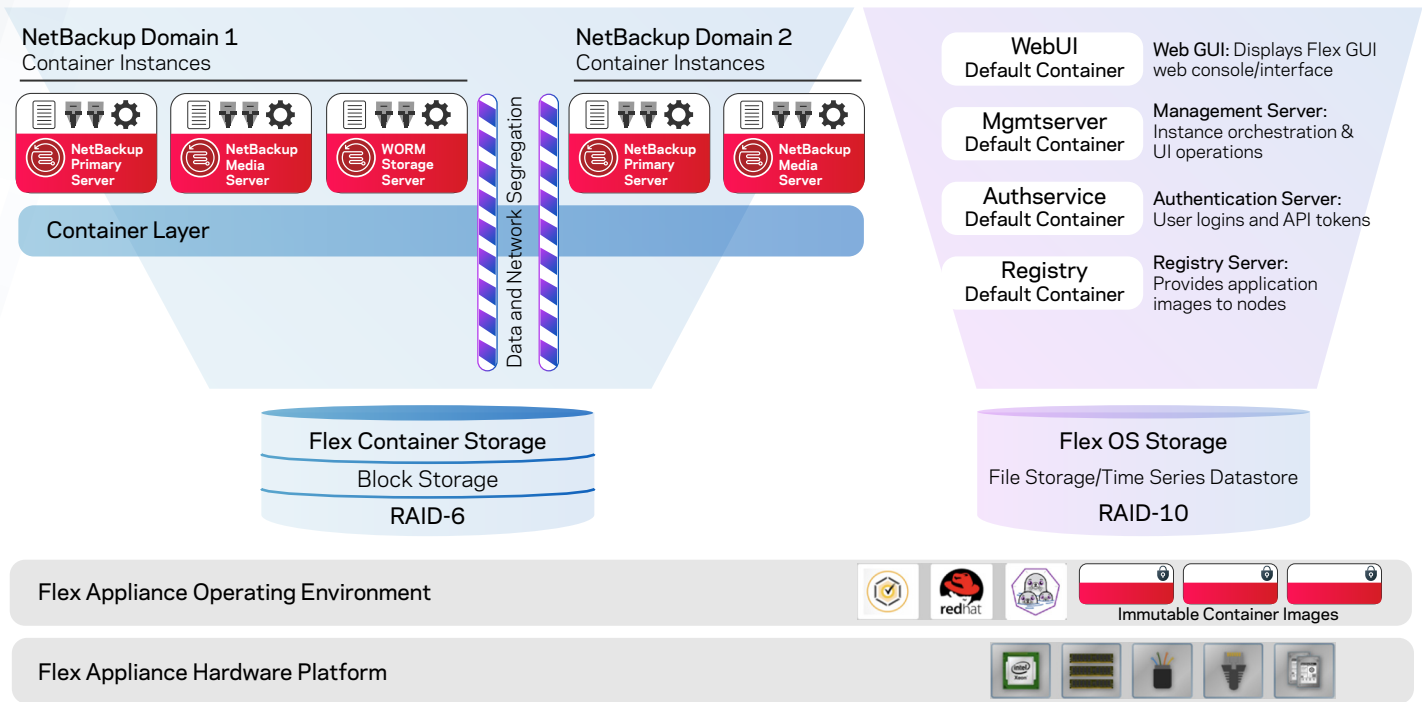 NetBackup Domain 1
Container Instances
NetBackup
Primary
Server
NetBackup
Media
Server
WORM
Storage
Server
Data and Network Segregation
NetBackup Domain 2
Container Instances
NetBackup
Primary
Server
NetBackup
Media
Server
Container Layer
WebUI
Default Container
Web GUI: Displays Flex GUI
web console/interface
Mgmtserver
Default Container
Management Server:
Instance orchestration &
UI operations
Authservice
Default Container
Authentication Server:
User logins and API tokens
Registry
Default Container
Registry Server:
Provides application
images to nodes
Flex Container Storage
Block Storage
RAID-6
Flex OS Storage
File Storage/Time Series Datastore
RAID-10
Flex Appliance Operating Environment
redhat
Immutable Container Images
Flex Appliance Hardware Platform
intel
Xeon